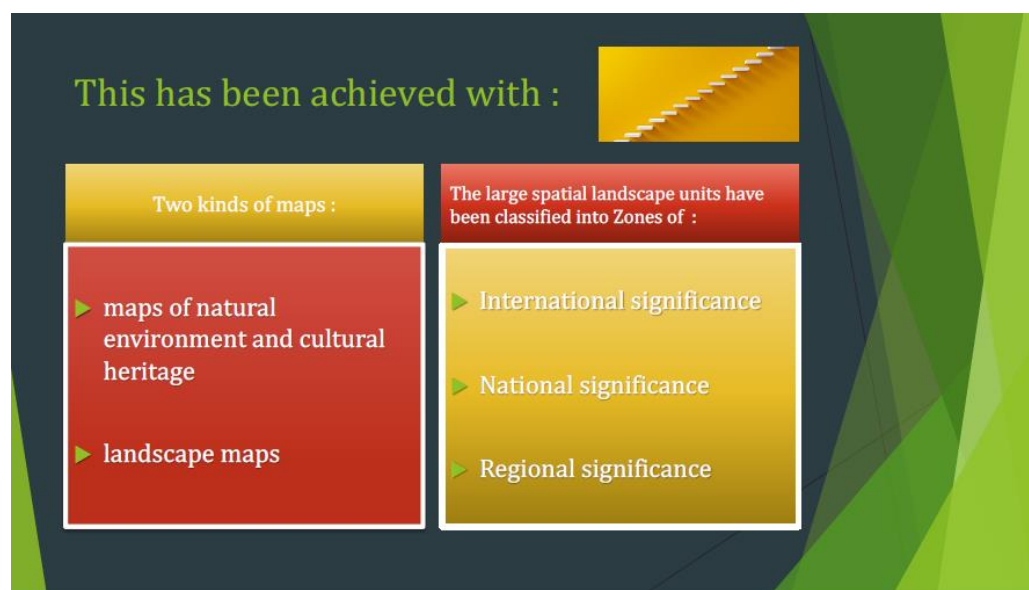 This has been achieved with :
Two kinds of maps :
maps of natural
environment and cultural
heritage
landscape maps
The large spatial landscape units have
been classified into Zones of :
International significance
National significance
Regional significance